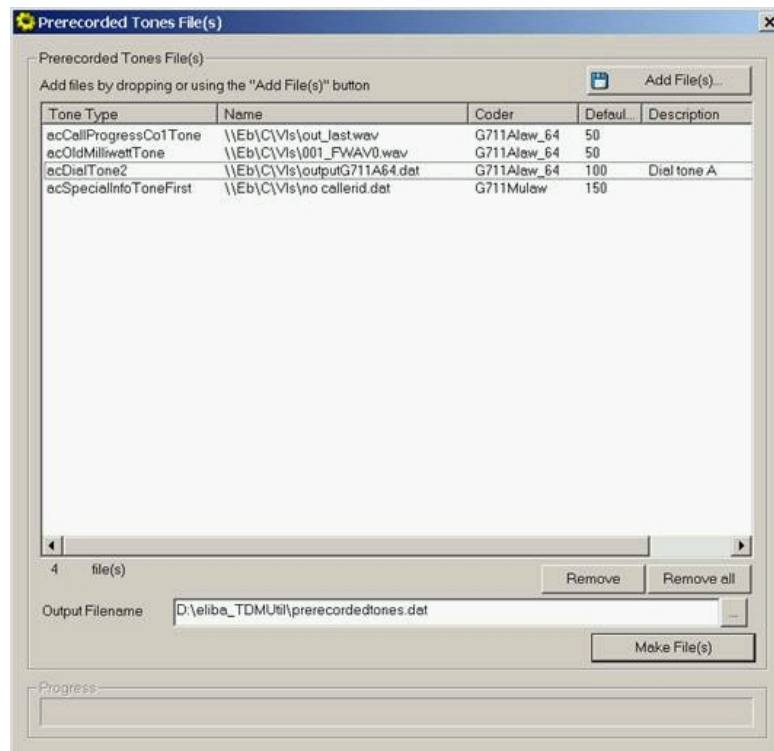 Prerecorded Tones File(s)
Prerecorded Tones File(s)
Add files by dropping or using the "Add File(s)" button
Add File(s)...
Tone Type Name Coder Defaul... Description
acCallProgressCo1Tone \\Eb\C\Vls\out_last.wav G711Alaw_64 50
acOldMilliwattTone \\Eb\C\Vls\001_FWAV0.wav G711Alaw_64 50
acDialTone2 \\Eb\C\Vls\outputG711A64.dat G711Alaw_64 100 Dial tone A
acSpecialInfoToneFirst \\Eb\C\Vls\no callerid.dat G711Mulaw 150
4 file(s)
Remove Remove all
Output Filename D:\eliba_TDMUtil\prerecordedtones.dat ...
Make File(s)
Progress